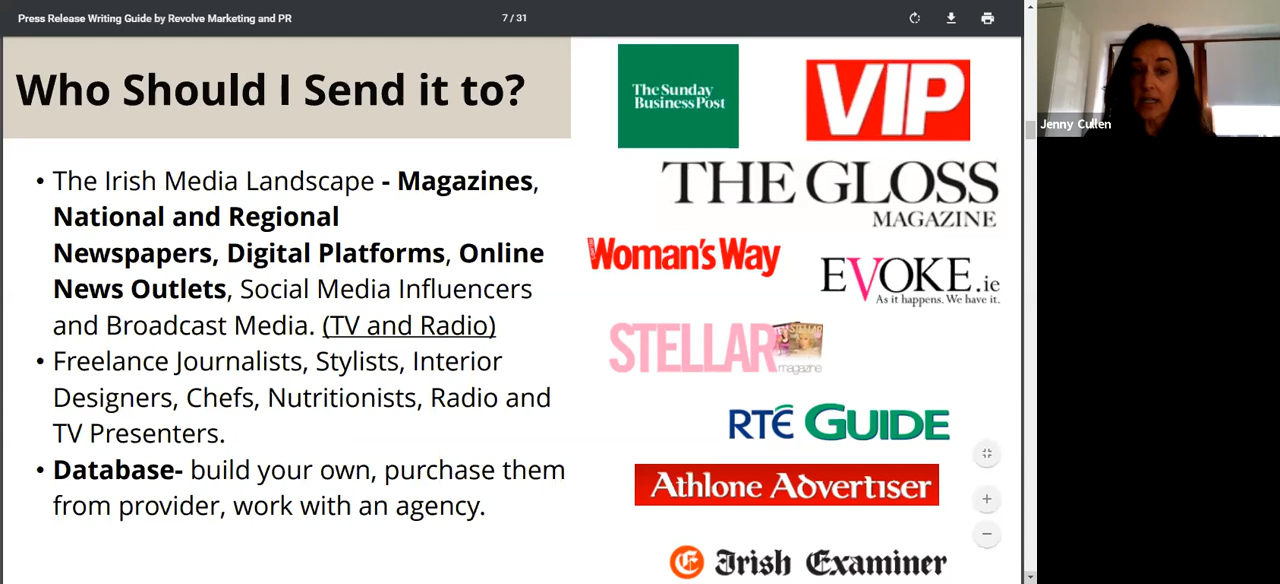 Press Release Writing Guide by Revolve Marketing and PR
7 / 31
Who Should I Send it to?
• The Irish Media Landscape - Magazines,
National and Regional
Newspapers, Digital Platforms, Online
News Outlets, Social Media Influencers
and Broadcast Media. (TV and Radio)
• Freelance Journalists, Stylists, Interior
Designers, Chefs, Nutritionists, Radio and
TV Presenters.
• Database- build your own, purchase them
from provider, work with an agency.
The Sunday
Business Post
VIP
THE GLOSS
MAGAZINE
Woman's Way
EVOKE.ie
As it happens. We have it.
STELLAR
magazine
RTÉ GUIDE
Athlone Advertiser
E Irish Examiner
Jenny Cullen